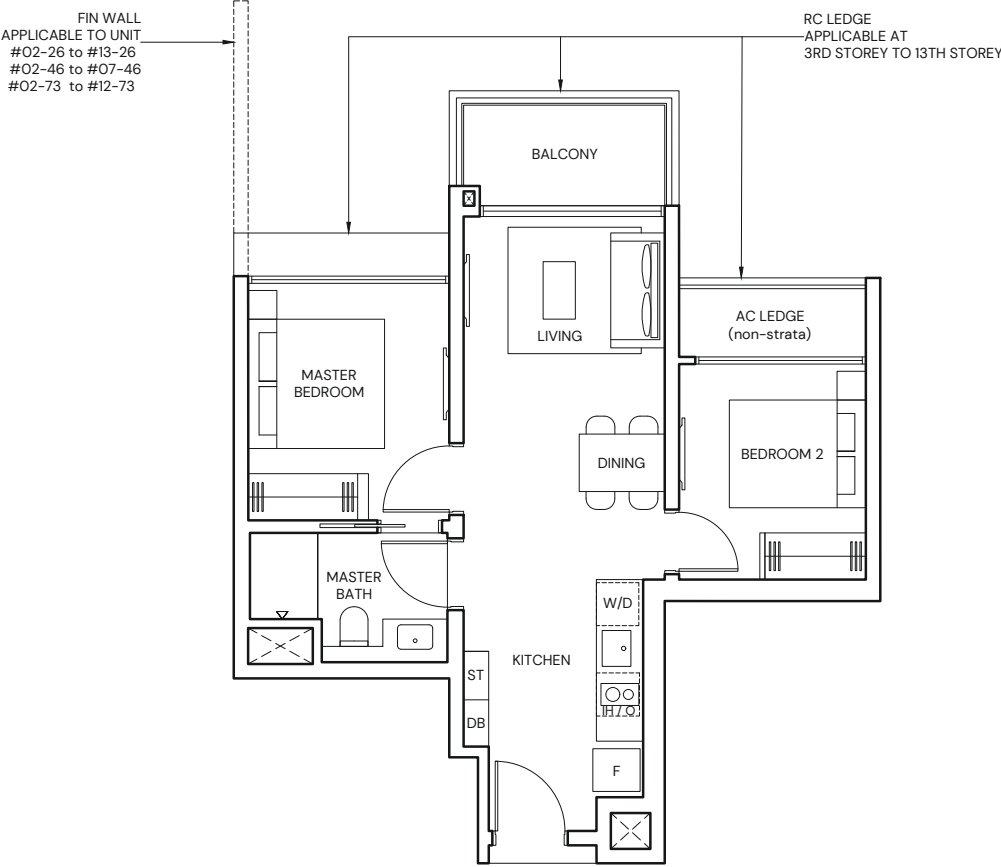 FIN WALL
APPLICABLE TO UNIT
#02-26 to #13-26
#02-46 to #07-46
#02-73 to #12-73
RC LEDGE
APPLICABLE AT
3RD STOREY TO 13TH STOREY
BALCONY
LIVING
AC LEDGE
(non-strata)
MASTER
BEDROOM
DINING
BEDROOM 2
MASTER
BATH
W/D
KITCHEN
ST
IH / O
DB
F